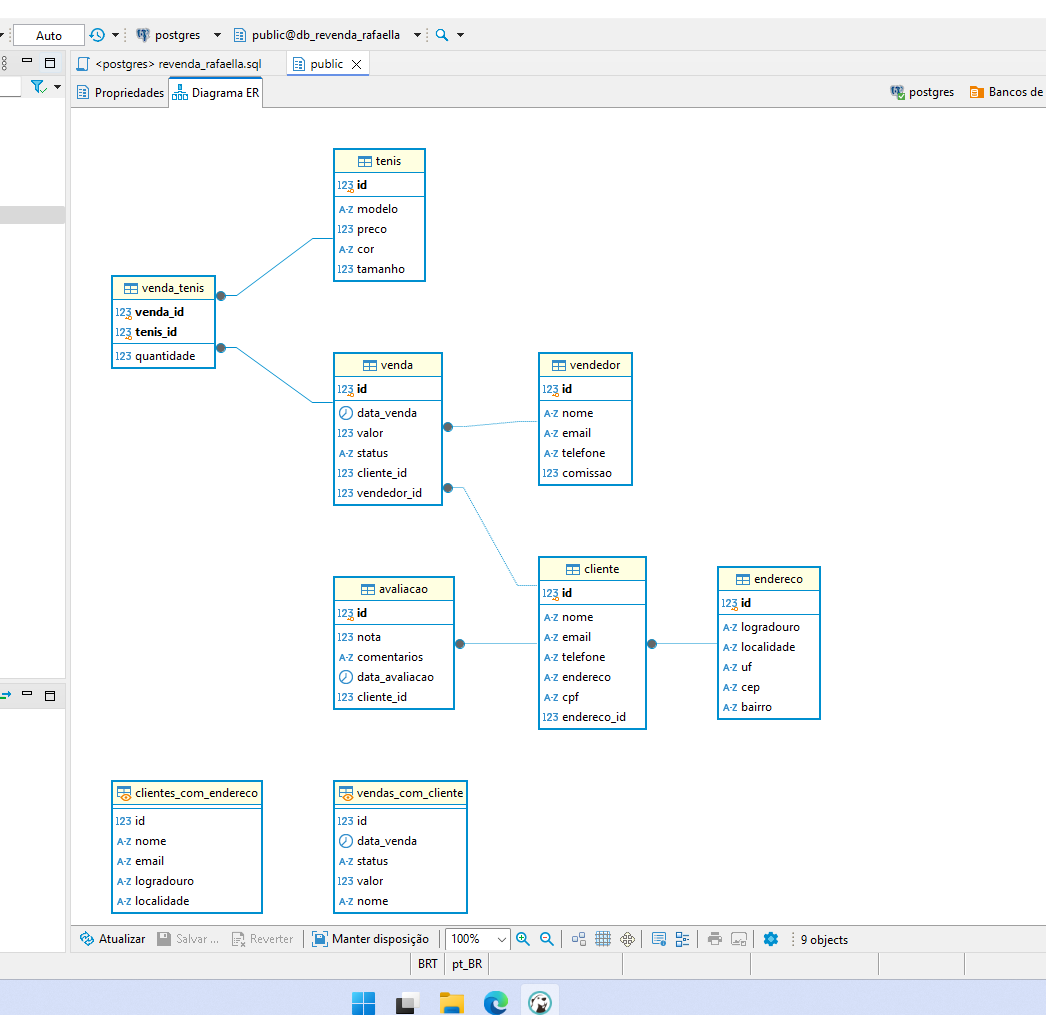 Auto postgres public@db_revenda_rafaella
<postgres> revenda_rafaella.sql public
Propriedades Diagrama ER postgres Bancos de
tenis
123 id
A-Z modelo
123 preco
A-Z cor
123 tamanho
venda_tenis
123 venda_id
123 tenis_id
123 quantidade
venda
123 id
data_venda
123 valor
A-Z status
123 cliente_id
123 vendedor_id
vendedor
123 id
A-Z nome
A-Z email
A-Z telefone
123 comissao
avaliacao
123 id
123 nota
A-Z comentarios
data_avaliacao
123 cliente_id
cliente
123 id
A-Z nome
A-Z email
A-Z telefone
A-Z endereco
A-Z cpf
123 endereco_id
endereco
123 id
A-Z logradouro
A-Z localidade
A-Z uf
A-Z cep
A-Z bairro
clientes_com_endereco
123 id
A-Z nome
A-Z email
A-Z logradouro
A-Z localidade
vendas_com_cliente
123 id
data_venda
A-Z status
123 valor
A-Z nome
Atualizar Salvar ... Reverter Manter disposição 100% 9 objects
BRT pt_BR